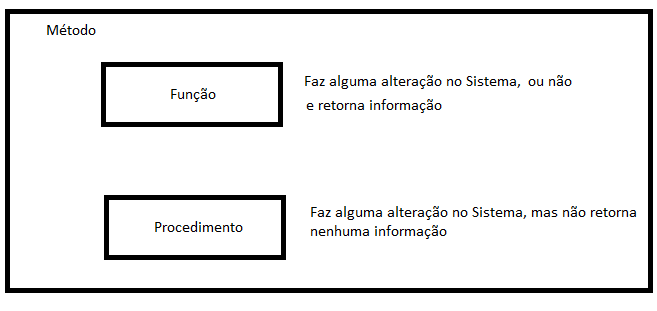 Método
Função
Faz alguma alteração no Sistema, ou não
e retorna informação
Procedimento
Faz alguma alteração no Sistema, mas não retorna
nenhuma informação